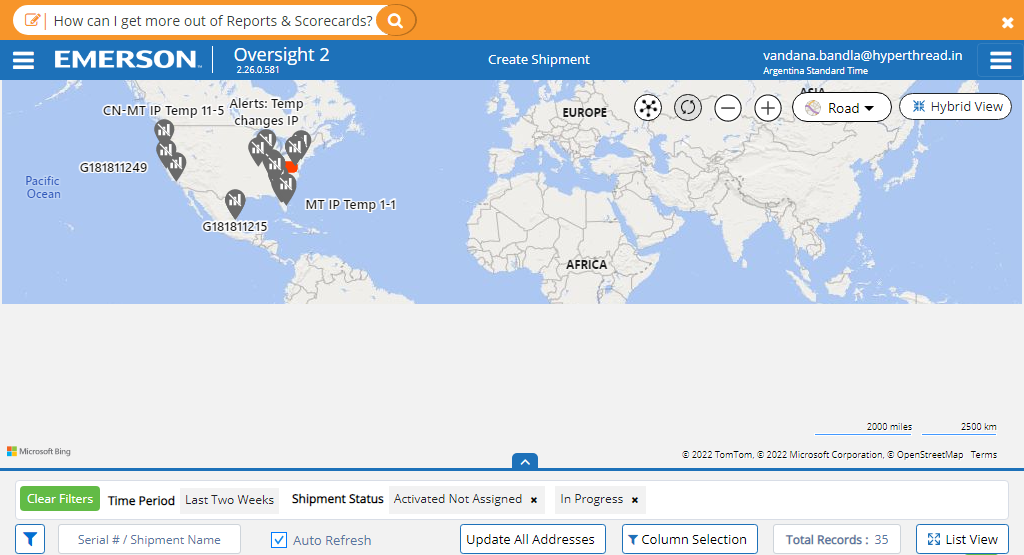 How can I get more out of Reports & Scorecards?
EMERSON
Oversight 2
2.26.0.581
Create Shipment
vandana.bandla@hyperthread.in
Argentina Standard Time
CN-MT IP Temp 11-5
Alerts: Temp
changes IP
EUROPE
ASIA
Road
Hybrid View
G181811249
Pacific
Ocean
MT IP Temp 1-1
G181811215
AFRICA
2000 miles
2500 km
Microsoft Bing
© 2022 TomTom, © 2022 Microsoft Corporation, © OpenStreetMap Terms
Clear Filters
Time Period
Last Two Weeks
Shipment Status
Activated Not Assigned ×
In Progress ×
Serial # / Shipment Name
Auto Refresh
Update All Addresses
Column Selection
Total Records : 35
List View